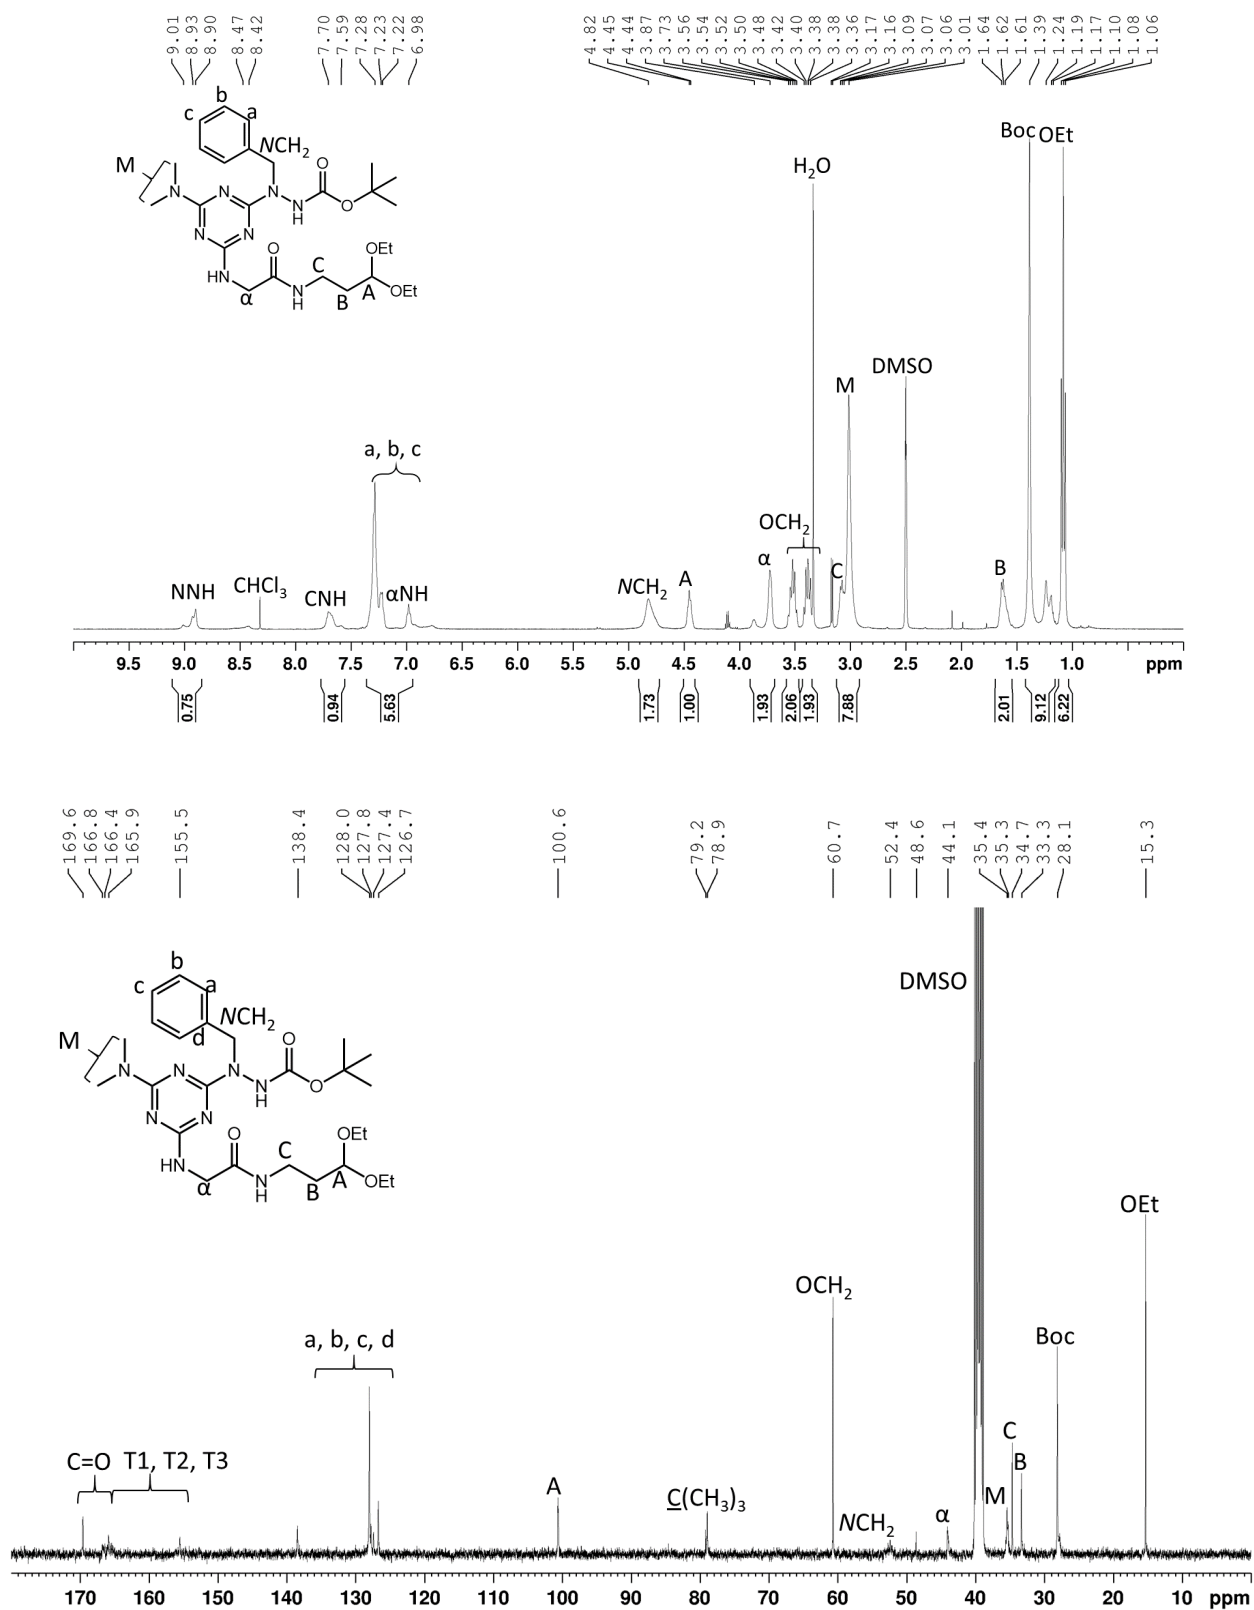 9.01 8.93 8.90 8.47 8.42 7.70 7.59 7.28 7.23 7.22 6.98 4.82 4.45 4.44 3.87 3.73 3.56 3.54 3.52 3.50 3.48 3.42 3.40 3.38 3.38 3.36 3.17 3.16 3.09 3.07 3.06 3.01 1.64 1.62 1.61 1.39 1.24 1.19 1.17 1.10 1.08 1.06
b
c a
NCH2
M
O
N N N
NH O
N N
O OEt
HN C
α NH B A OEt
Boc OEt
H2O
DMSO
M
a, b, c
OCH2
α C
NNH CHCl3 CNH αNH NCH2 A B
9.5 9.0 8.5 8.0 7.5 7.0 6.5 6.0 5.5 5.0 4.5 4.0 3.5 3.0 2.5 2.0 1.5 1.0 ppm
0.75 0.94 5.63 1.73 1.00 1.93 2.06 1.93 7.88 2.01 9.12 6.22
169.6 166.8 166.4 165.9 155.5 138.4 128.0 127.8 127.4 126.7 100.6 79.2 78.9 60.7 52.4 48.6 44.1 35.4 35.3 34.7 33.3 28.1 15.3
b
c a
NCH2
d
M
O
N N N
NH O
N N
O OEt
HN C
α NH B A OEt
DMSO
OEt
OCH2
Boc
a, b, c, d
C=O T1, T2, T3
A
C(CH3)3
NCH2
α
M
C
B
170 160 150 140 130 120 110 100 90 80 70 60 50 40 30 20 10 ppm